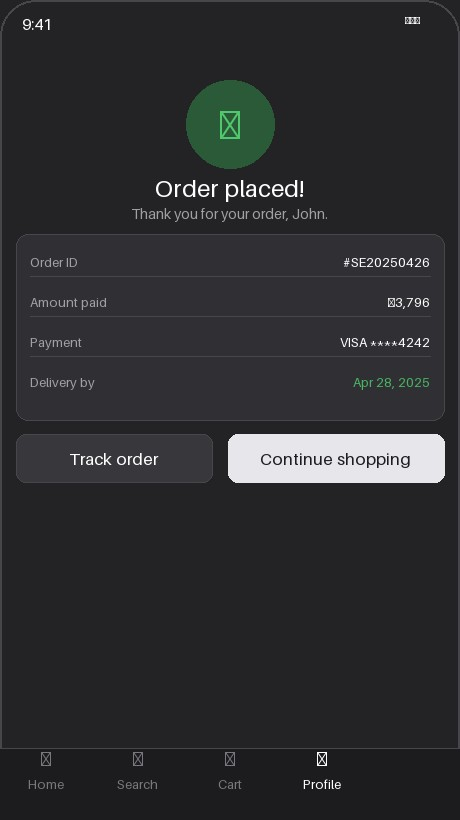 9:41
Order placed!
Thank you for your order, John.
Order ID #SE20250426
Amount paid 3,796
Payment VISA ****4242
Delivery by Apr 28, 2025
Track order Continue shopping
Home Search Cart Profile